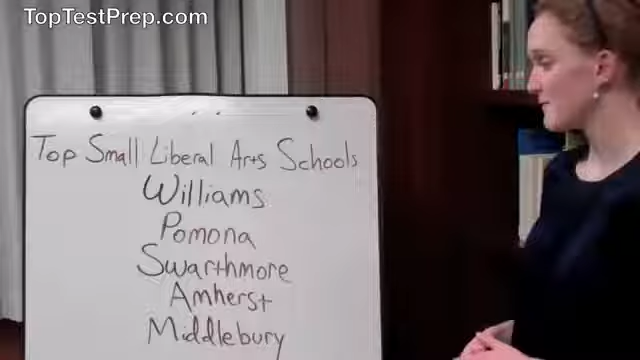 TopTestPrep.com
Top Small Liberal Arts Schools
Williams
Pomona
Swarthmore
Amherst
Middlebury